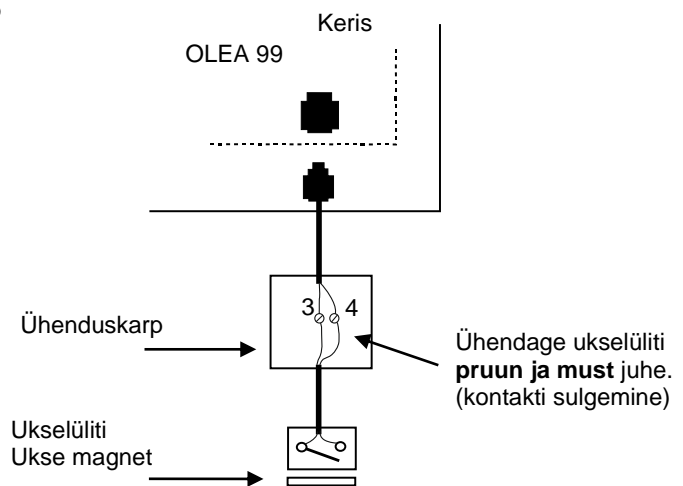 Keris
OLEA 99
3 4
Ühenduskarp
Ühendage ukselüliti
pruun ja must juhe.
(kontakti sulgemine)
Ukselüliti
Ukse magnet